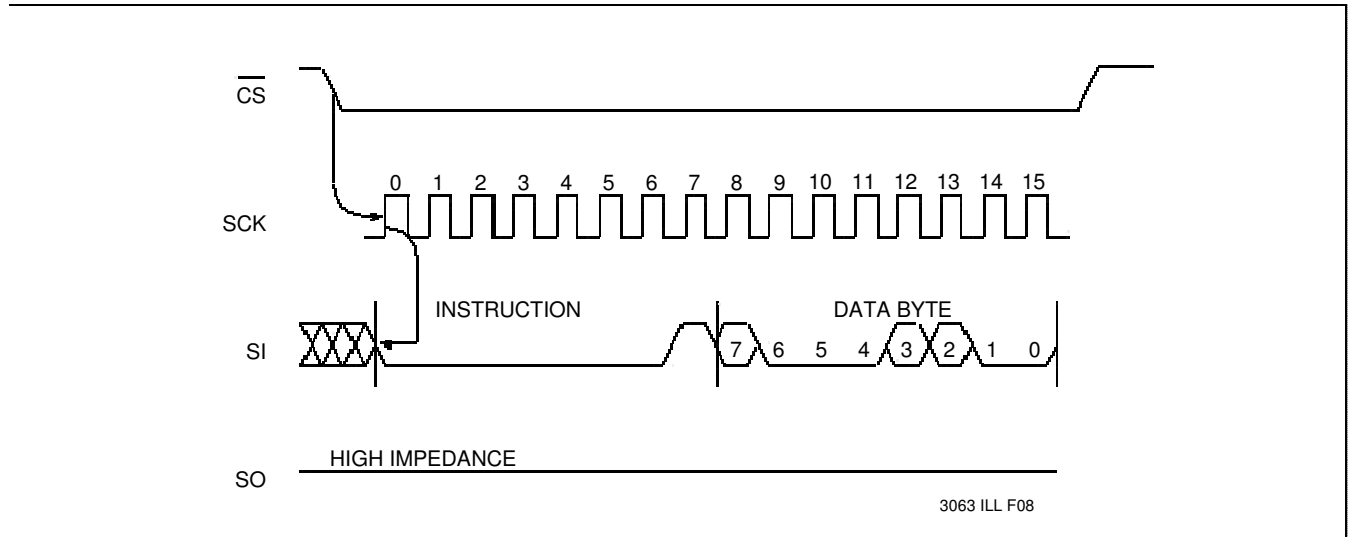 CS
0 1 2 3 4 5 6 7 8 9 10 11 12 13 14 15
SCK
INSTRUCTION DATA BYTE
SI 7 6 5 4 3 2 1 0
HIGH IMPEDANCE
SO
3063 ILL F08